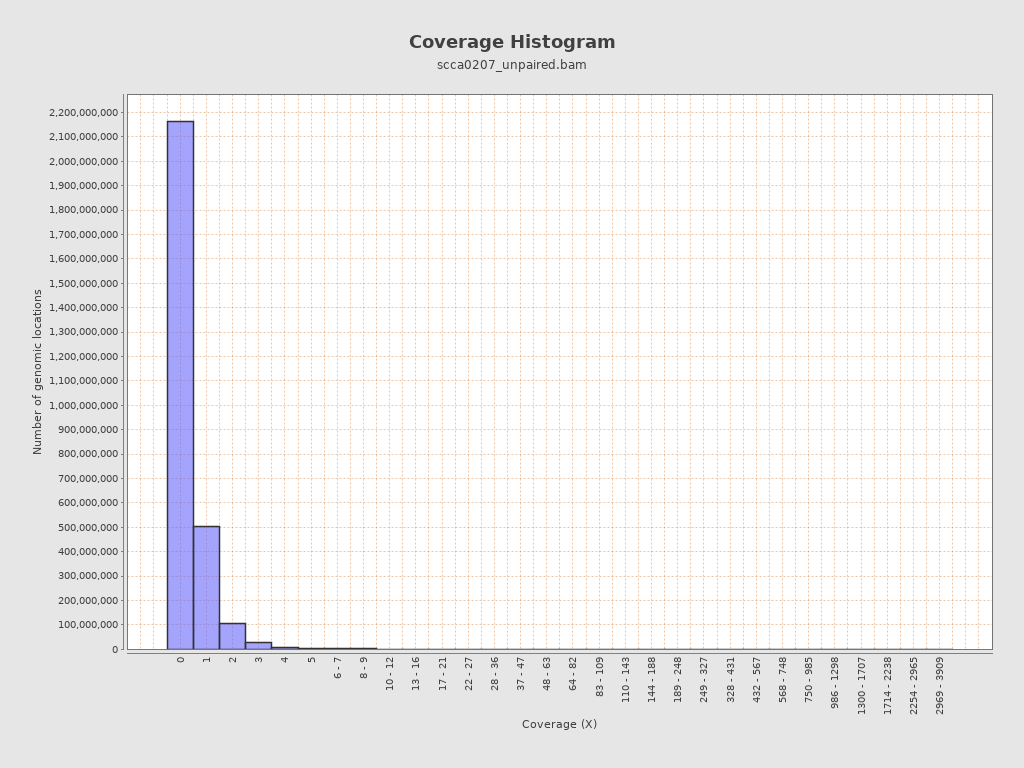 Coverage Histogram
scca0207_unpaired.bam
Number of genomic locations
2,200,000,000
2,100,000,000
2,000,000,000
1,900,000,000
1,800,000,000
1,700,000,000
1,600,000,000
1,500,000,000
1,400,000,000
1,300,000,000
1,200,000,000
1,100,000,000
1,000,000,000
900,000,000
800,000,000
700,000,000
600,000,000
500,000,000
400,000,000
300,000,000
200,000,000
100,000,000
0
0
1
2
3
4
5
6 - 7
8 - 9
10 - 12
13 - 16
17 - 21
22 - 27
28 - 36
37 - 47
48 - 63
64 - 82
83 - 109
110 - 143
144 - 188
189 - 248
249 - 327
328 - 431
432 - 567
568 - 748
750 - 985
986 - 1298
1300 - 1707
1714 - 2238
2254 - 2965
2969 - 3909
Coverage (X)